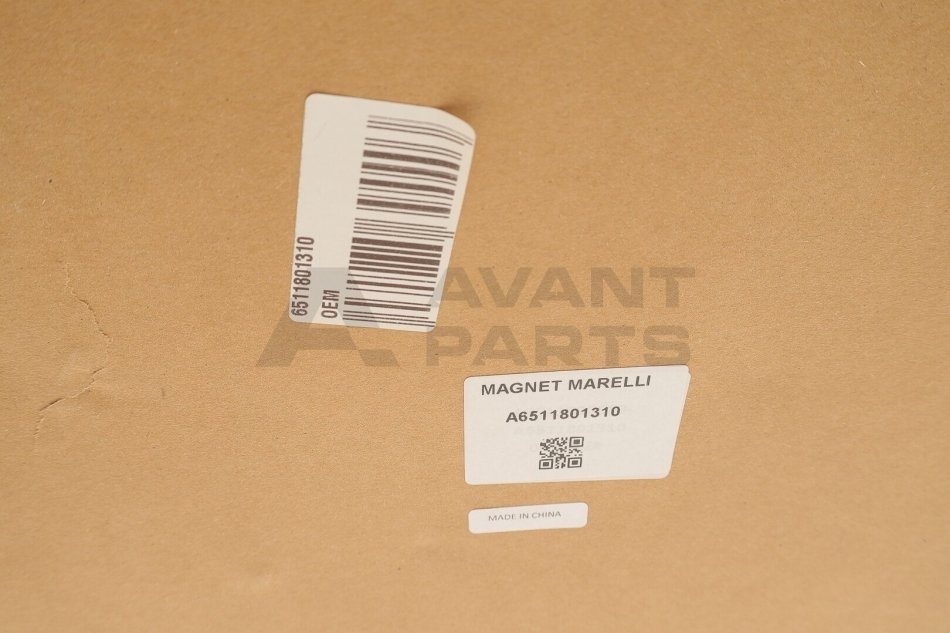 6511801310
OEM
AVANT
PARTS
MAGNET MARELLI
A6511801310
MADE IN CHINA